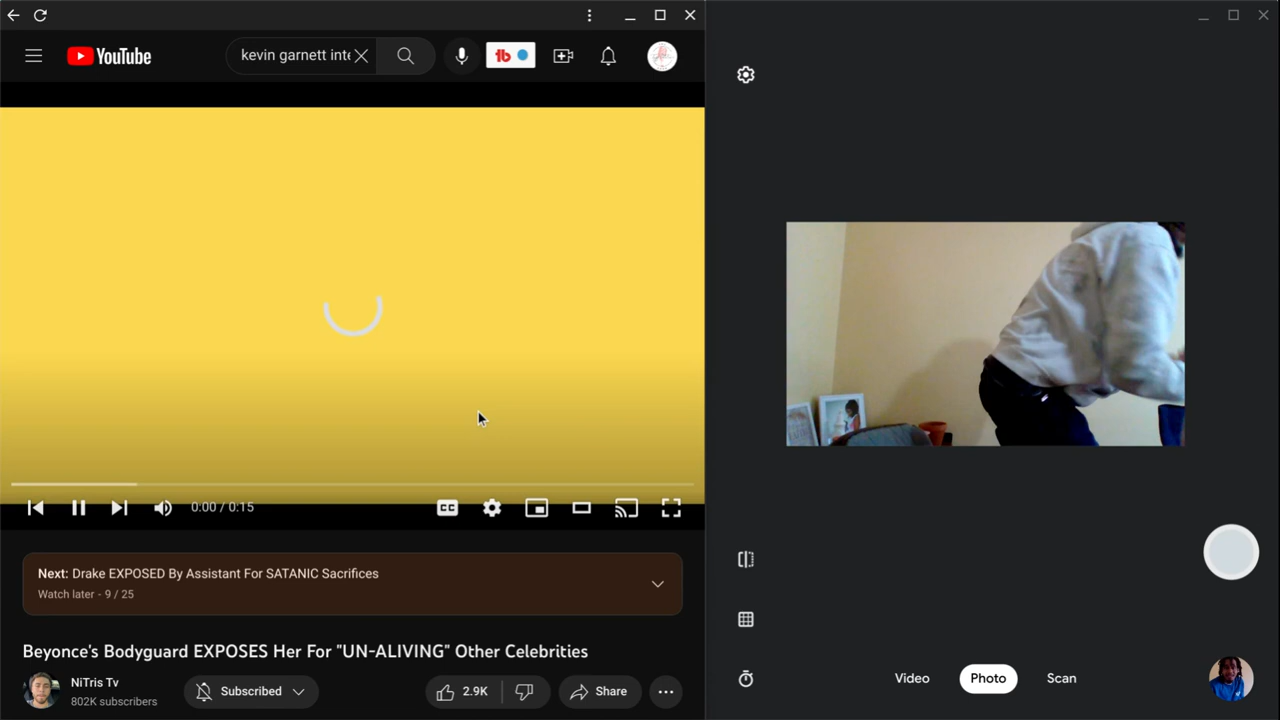 YouTube
kevin garnett inte
0:00 / 0:15
CC
Next: Drake EXPOSED By Assistant For SATANIC Sacrifices
Watch later - 9 / 25
Beyonce's Bodyguard EXPOSES Her For "UN-ALIVING" Other Celebrities
NiTris Tv
802K subscribers
Subscribed
2.9K
Share
Video
Photo
Scan